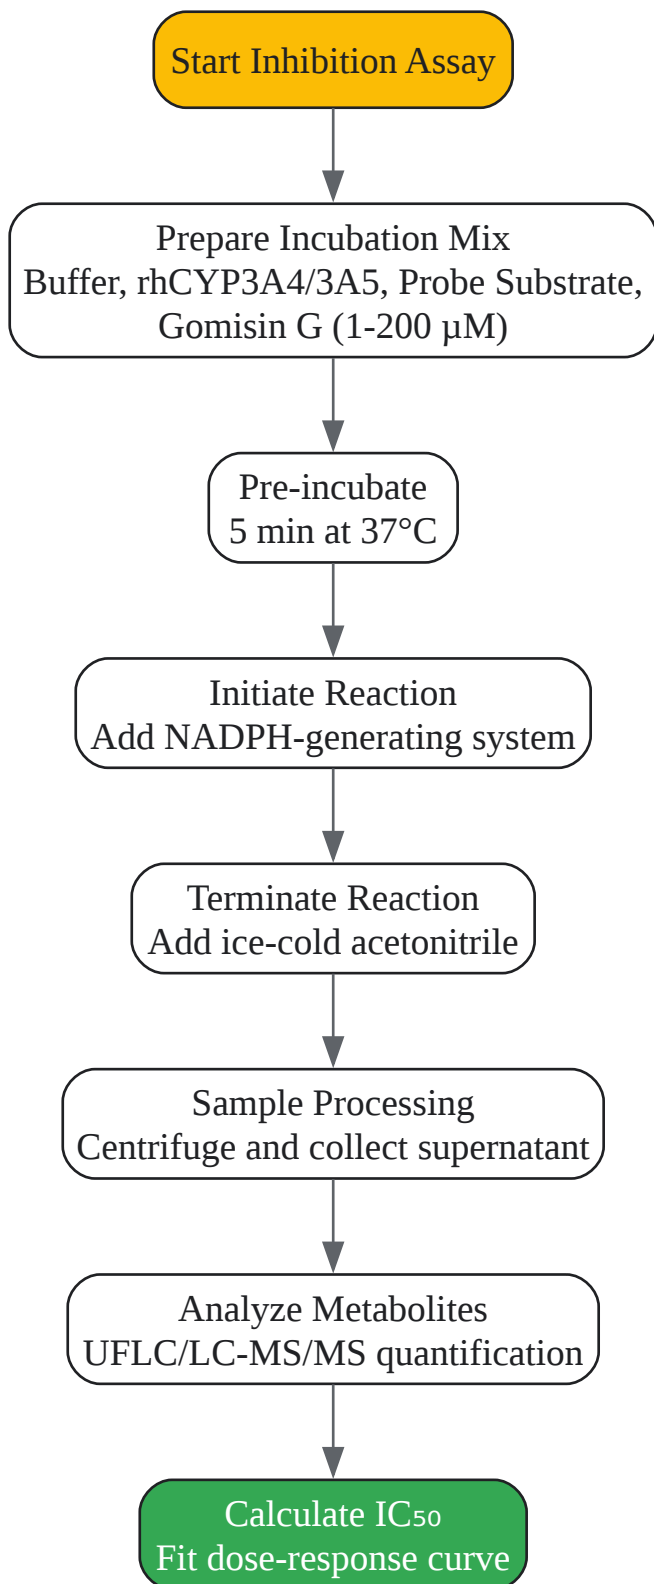 Start Inhibition Assay
Prepare Incubation Mix
Buffer, rhCYP3A4/3A5, Probe Substrate,
Gomisin G (1-200 µM)
Pre-incubate
5 min at 37°C
Initiate Reaction
Add NADPH-generating system
Terminate Reaction
Add ice-cold acetonitrile
Sample Processing
Centrifuge and collect supernatant
Analyze Metabolites
UFLC/LC-MS/MS quantification
Calculate IC₅₀
Fit dose-response curve